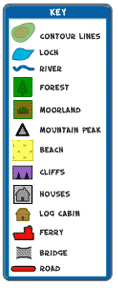 KEY
CONTOUR LINES
LOCH
RIVER
FOREST
MOORLAND
MOUNTAIN PEAK
BEACH
CLIFFS
HOUSES
LOG CABIN
FERRY
BRIDGE
ROAD